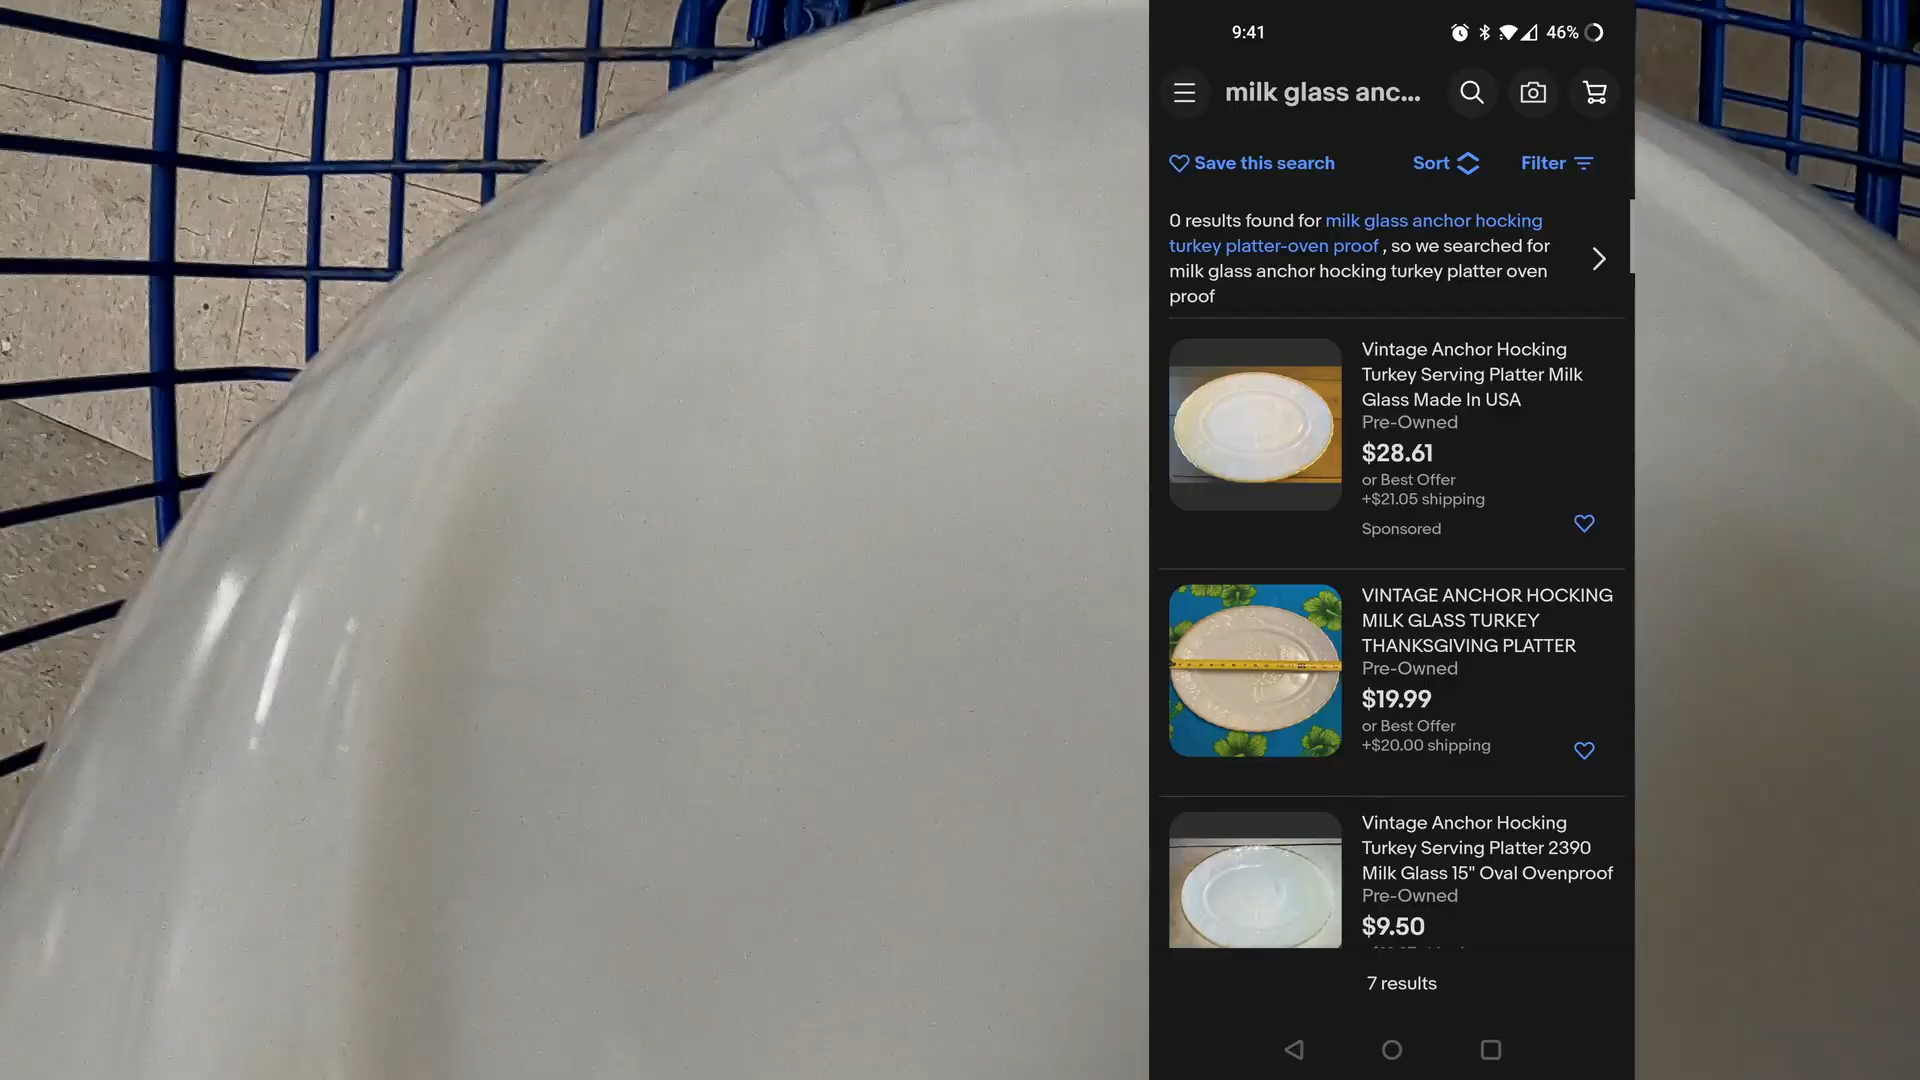 9:41
46%
milk glass anc...
Save this search
Sort
Filter
0 results found for milk glass anchor hocking
turkey platter-oven proof , so we searched for
milk glass anchor hocking turkey platter oven
proof
Vintage Anchor Hocking
Turkey Serving Platter Milk
Glass Made In USA
Pre-Owned
$28.61
or Best Offer
+$21.05 shipping
Sponsored
VINTAGE ANCHOR HOCKING
MILK GLASS TURKEY
THANKSGIVING PLATTER
Pre-Owned
$19.99
or Best Offer
+$20.00 shipping
Vintage Anchor Hocking
Turkey Serving Platter 2390
Milk Glass 15" Oval Ovenproof
Pre-Owned
$9.50
7 results